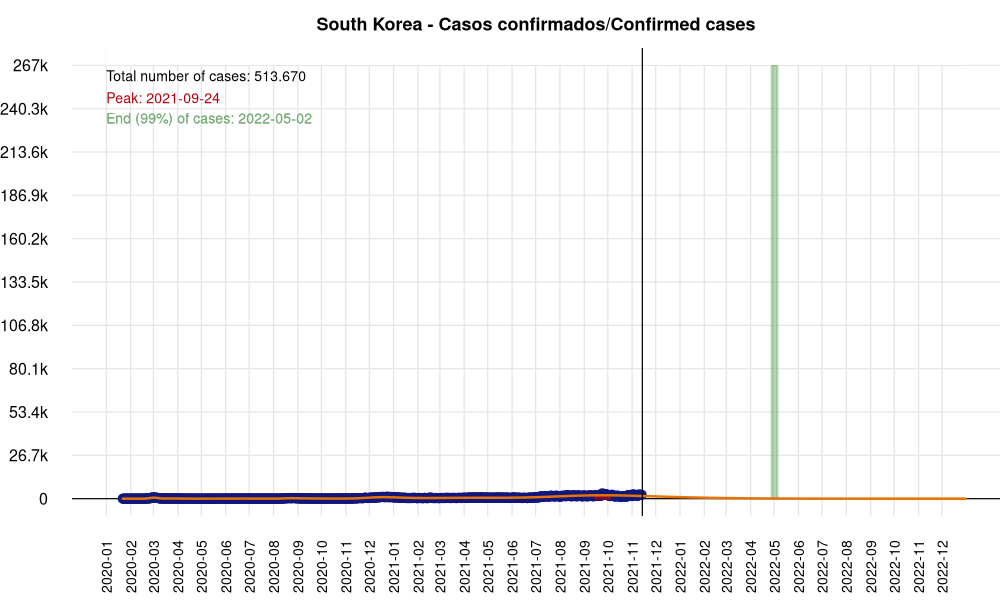 South Korea - Casos confirmados/Confirmed cases
267k
Total number of cases: 513.670
Peak: 2021-09-24
240.3k
End (99%) of cases: 2022-05-02
213.6k
186.9k
160.2k
133.5k
106.8k
80.1k
53.4k
26.7k
0
2020-01
2020-02
2020-03
2020-04
2020-05
2020-06
2020-07
2020-08
2020-09
2020-10
2020-11
2020-12
2021-01
2021-02
2021-03
2021-04
2021-05
2021-06
2021-07
2021-08
2021-09
2021-10
2021-11
2021-12
2022-01
2022-02
2022-03
2022-04
2022-05
2022-06
2022-07
2022-08
2022-09
2022-10
2022-11
2022-12